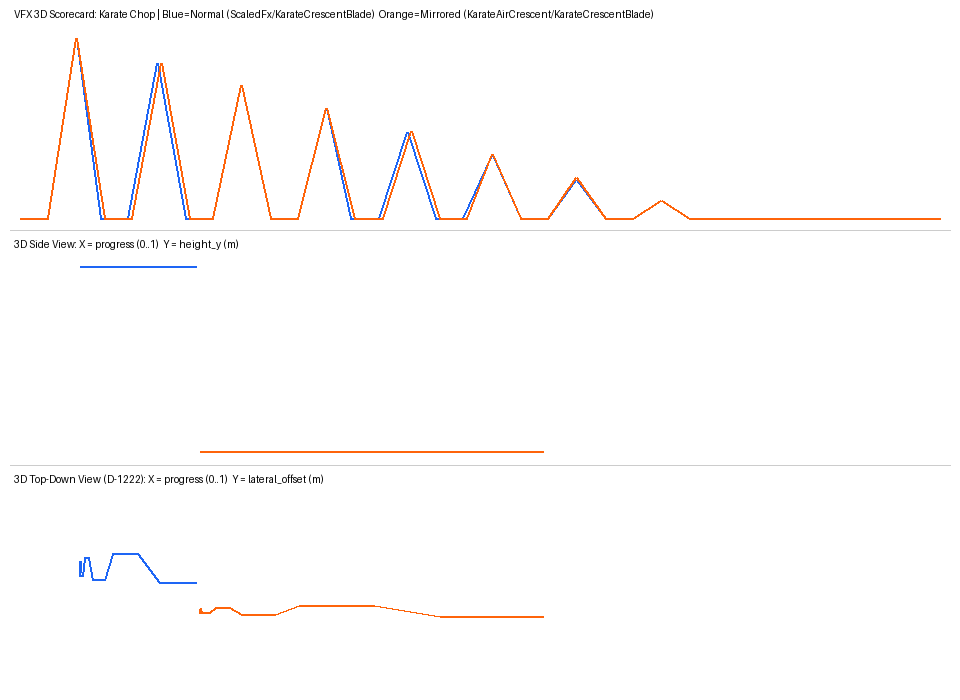 VFX 3D Scorecard: Karate Chop | Blue=Normal (ScaledFx/KarateCrescentBlade) Orange=Mirrored (KarateAirCrescent/KarateCrescentBlade)
3D Side View: X = progress (0..1) Y = height_y (m)
3D Top-Down View (D-1222): X = progress (0..1) Y = lateral_offset (m)